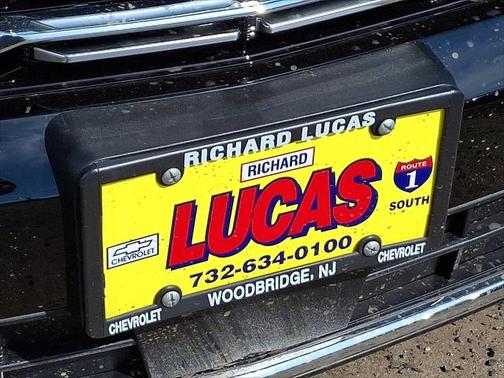 RICHARD LUCAS
RICHARD
LUCAS
ROUTE
1
SOUTH
CHEVROLET
732-634-0100
CHEVROLET
WOODBRIDGE, NJ
CHEVROLET